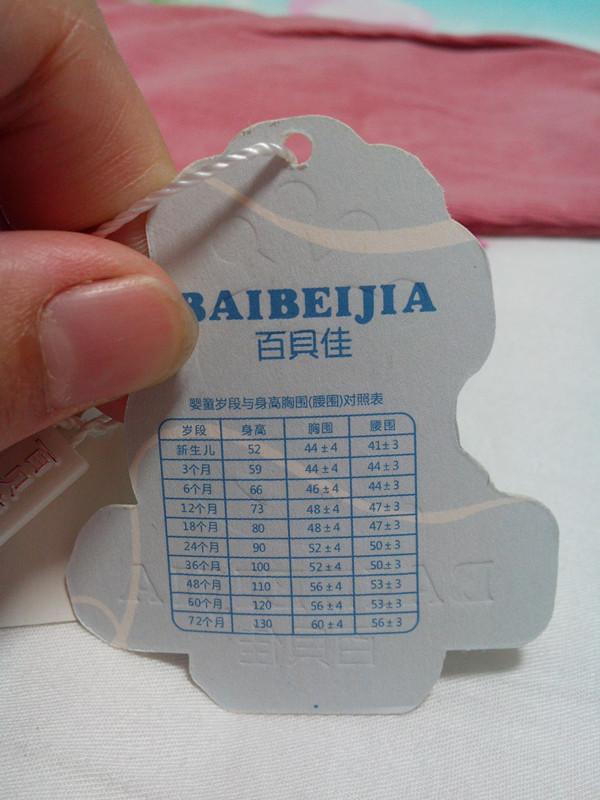 BAIBEIJIA
百贝佳
婴童岁段与身高胸围(腰围)对照表
岁段 身高 胸围 腰围
新生儿 52 44±4 41±3
3个月 59 44±4 44±3
6个月 66 46±4 44±3
12个月 73 48±4 47±3
18个月 80 48±4 47±3
24个月 90 52±4 50±3
36个月 100 52±4 50±3
48个月 110 56±4 53±3
60个月 120 56±4 53±3
72个月 130 60±4 56±3